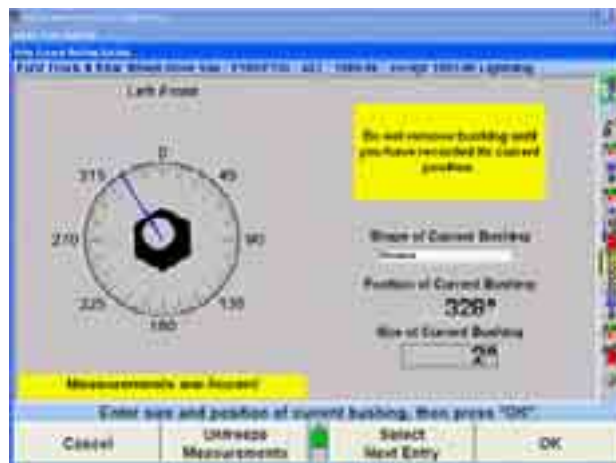 Left Front
0
315
45
270
90
225
135
180
Do not remove bushing until
you have recorded its current
position.
Shape of Current Bushing
Position of Current Bushing
328°
Size of Current Bushing
2°
Measurements are frozen!
Enter size and position of current bushing, then press "OK".
Cancel
Unfreeze
Measurements
Select
Next Entry
OK